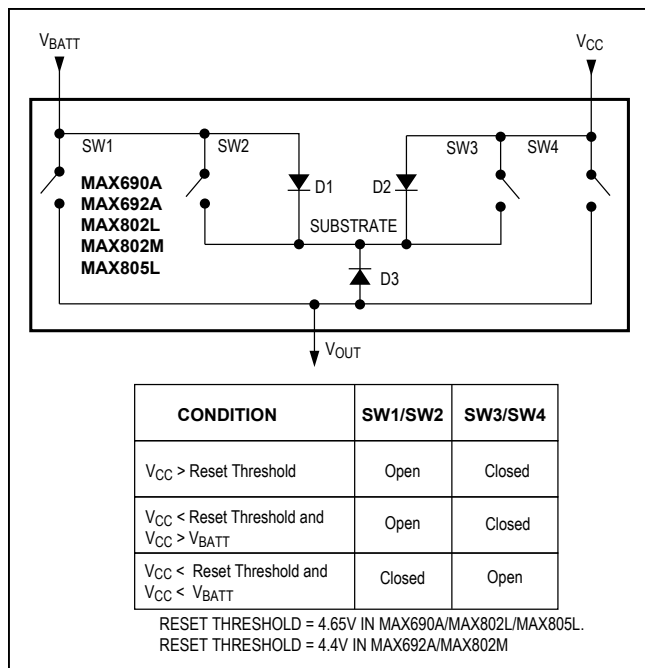 VBATT
VCC
SW1
SW2
SW3
SW4
MAX690A
MAX692A
MAX802L
MAX802M
MAX805L
D1
D2
SUBSTRATE
D3
VOUT
CONDITION SW1/SW2 SW3/SW4
VCC > Reset Threshold Open Closed
VCC < Reset Threshold and
VCC > VBATT Open Closed
VCC < Reset Threshold and
VCC < VBATT Closed Open
RESET THRESHOLD = 4.65V IN MAX690A/MAX802L/MAX805L.
RESET THRESHOLD = 4.4V IN MAX692A/MAX802M